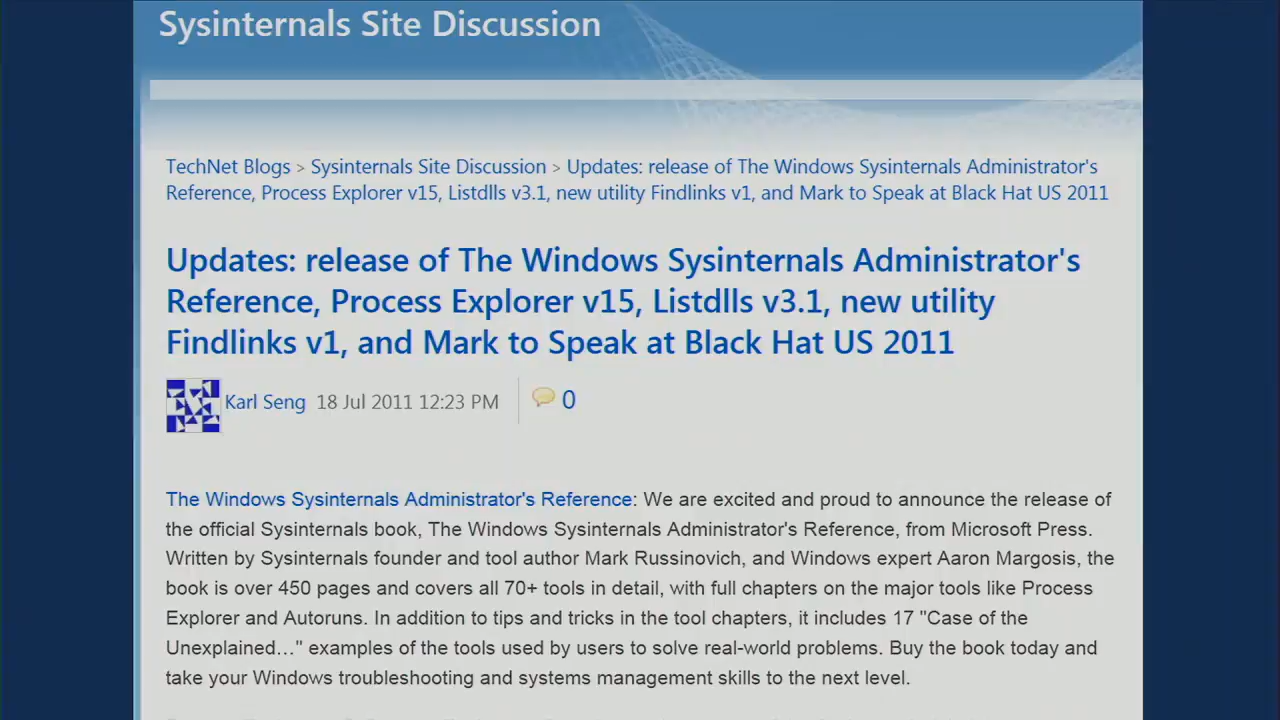 Sysinternals Site Discussion
TechNet Blogs > Sysinternals Site Discussion > Updates: release of The Windows Sysinternals Administrator's
Reference, Process Explorer v15, Listdlls v3.1, new utility Findlinks v1, and Mark to Speak at Black Hat US 2011
Updates: release of The Windows Sysinternals Administrator's
Reference, Process Explorer v15, Listdlls v3.1, new utility
Findlinks v1, and Mark to Speak at Black Hat US 2011
Karl Seng 18 Jul 2011 12:23 PM 0
The Windows Sysinternals Administrator's Reference: We are excited and proud to announce the release of
the official Sysinternals book, The Windows Sysinternals Administrator's Reference, from Microsoft Press.
Written by Sysinternals founder and tool author Mark Russinovich, and Windows expert Aaron Margosis, the
book is over 450 pages and covers all 70+ tools in detail, with full chapters on the major tools like Process
Explorer and Autoruns. In addition to tips and tricks in the tool chapters, it includes 17 "Case of the
Unexplained…" examples of the tools used by users to solve real-world problems. Buy the book today and
take your Windows troubleshooting and systems management skills to the next level.